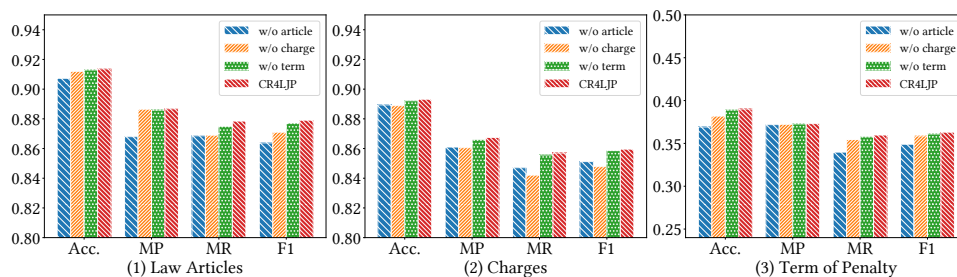 0.94
0.92
0.90
0.88
0.86
0.84
0.82
0.80
Acc. MP MR F1
w/o article
w/o charge
w/o term
CR4LJP
(1) Law Articles
0.94
0.92
0.90
0.88
0.86
0.84
0.82
0.80
Acc. MP MR F1
w/o article
w/o charge
w/o term
CR4LJP
(2) Charges
0.50
0.45
0.40
0.35
0.30
0.25
Acc. MP MR F1
w/o article
w/o charge
w/o term
CR4LJP
(3) Term of Penalty